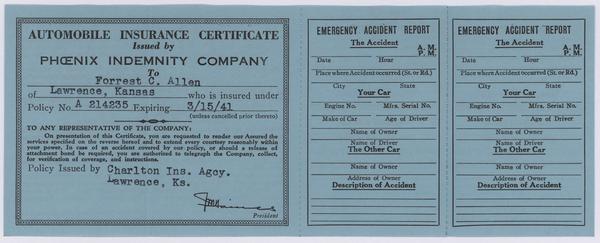 AUTOMOBILE INSURANCE CERTIFICATE
Issued by
PHŒNIX INDEMNITY COMPANY
To
Forrest C. Allen
of Lawrence, Kansas who is insured under
Policy No. A 214235 Expiring 3/15/41
(unless cancelled prior thereto)
TO ANY REPRESENTATIVE OF THE COMPANY:
On presentation of this Certificate, you are requested to render our Assured the
services specified on the reverse hereof and to extend every courtesy reasonably within
your power. In case of an accident covered by our policy, or should a release of
attachment bond be required, you are authorized to telegraph the Company, collect,
for verification of coverage, and instructions.
Policy Issued by Charlton Ins. Agcy.
Lawrence, Ks.
President
EMERGENCY ACCIDENT REPORT
The Accident
A. M.
P. M.
Date Hour
Place where Accident occurred (St. or Rd.)
City State
Your Car
Engine No. Mfrs. Serial No.
Make of Car Age of Driver
Name of Owner
Name of Driver
The Other Car
Name of Owner
Address of Owner
Description of Accident
EMERGENCY ACCIDENT REPORT
The Accident
A. M.
P. M.
Date Hour
Place where Accident occurred (St. or Rd.)
City State
Your Car
Engine No. Mfrs. Serial No.
Make of Car Age of Driver
Name of Owner
Name of Driver
The Other Car
Name of Owner
Address of Owner
Description of Accident